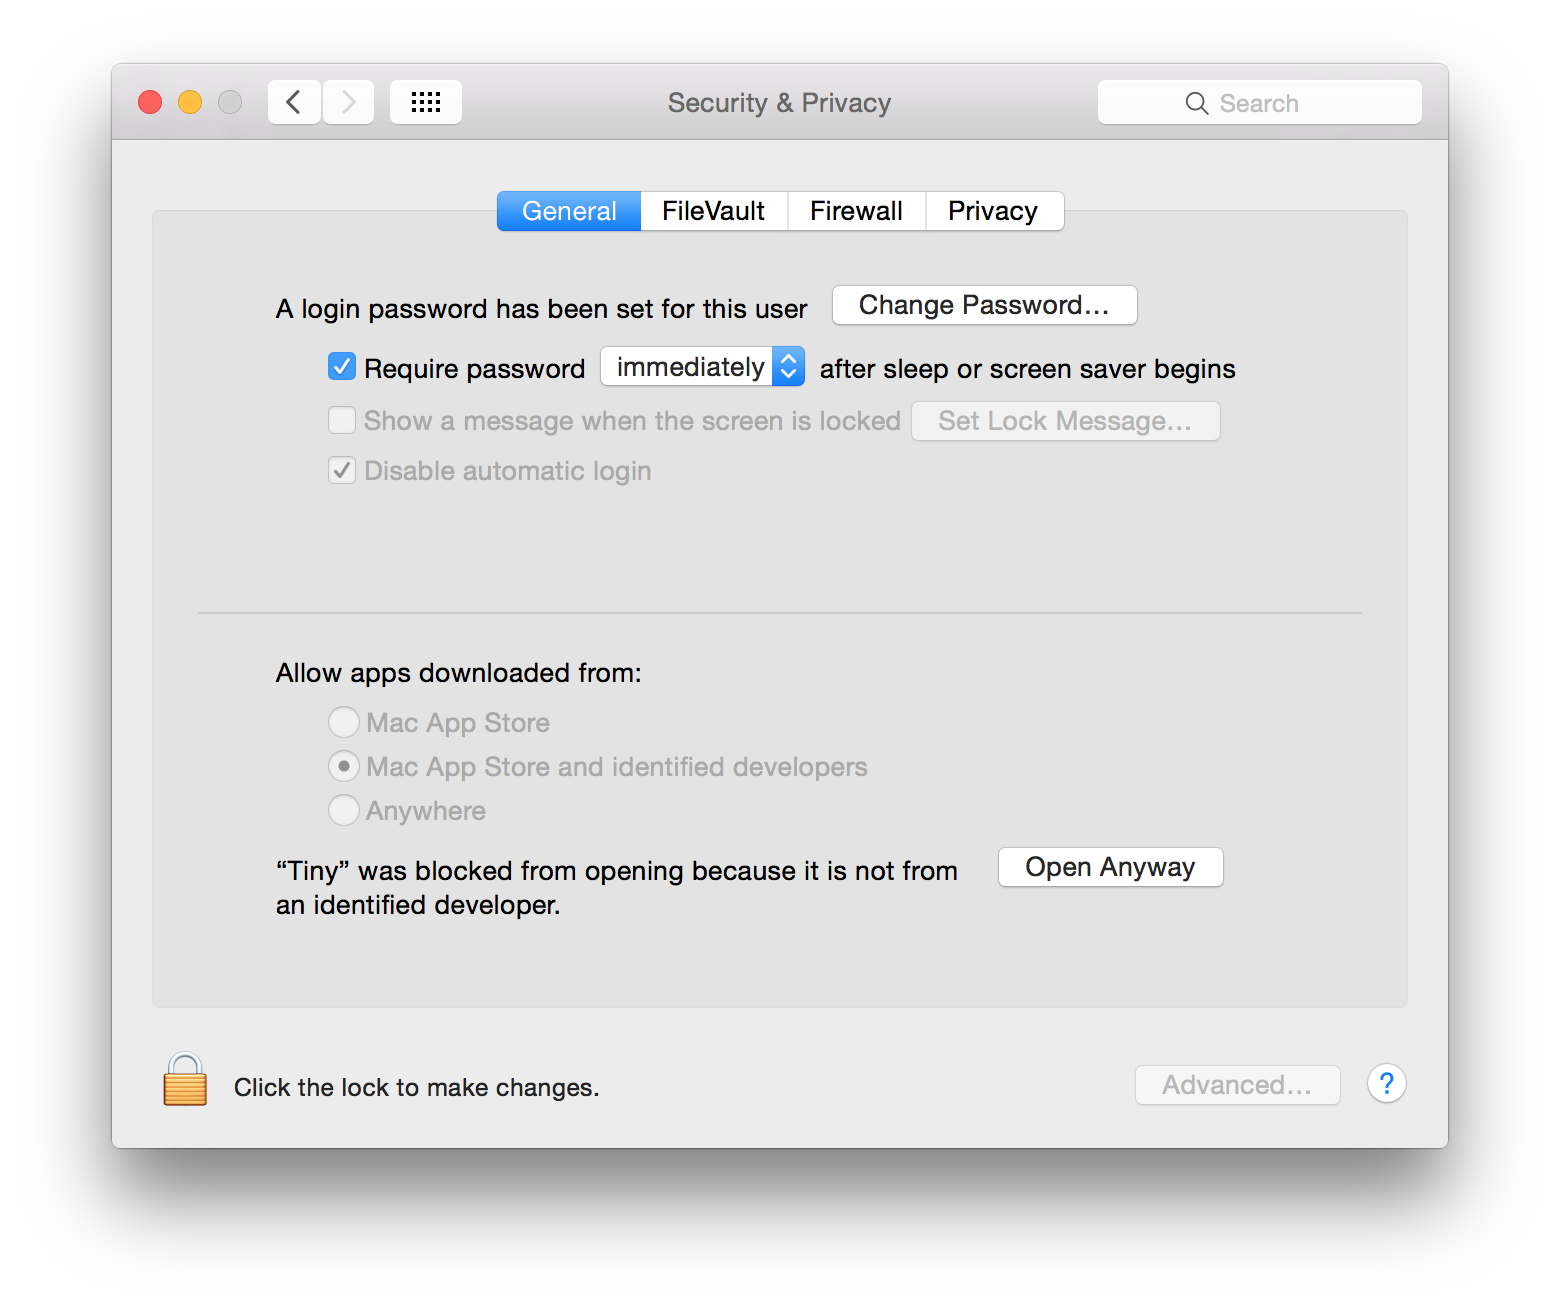 Security & Privacy
Search
General
FileVault
Firewall
Privacy
A login password has been set for this user
Change Password...
Require password
immediately
after sleep or screen saver begins
Show a message when the screen is locked
Set Lock Message...
Disable automatic login
Allow apps downloaded from:
Mac App Store
Mac App Store and identified developers
Anywhere
“Tiny” was blocked from opening because it is not from
an identified developer.
Open Anyway
Click the lock to make changes.
Advanced...
?